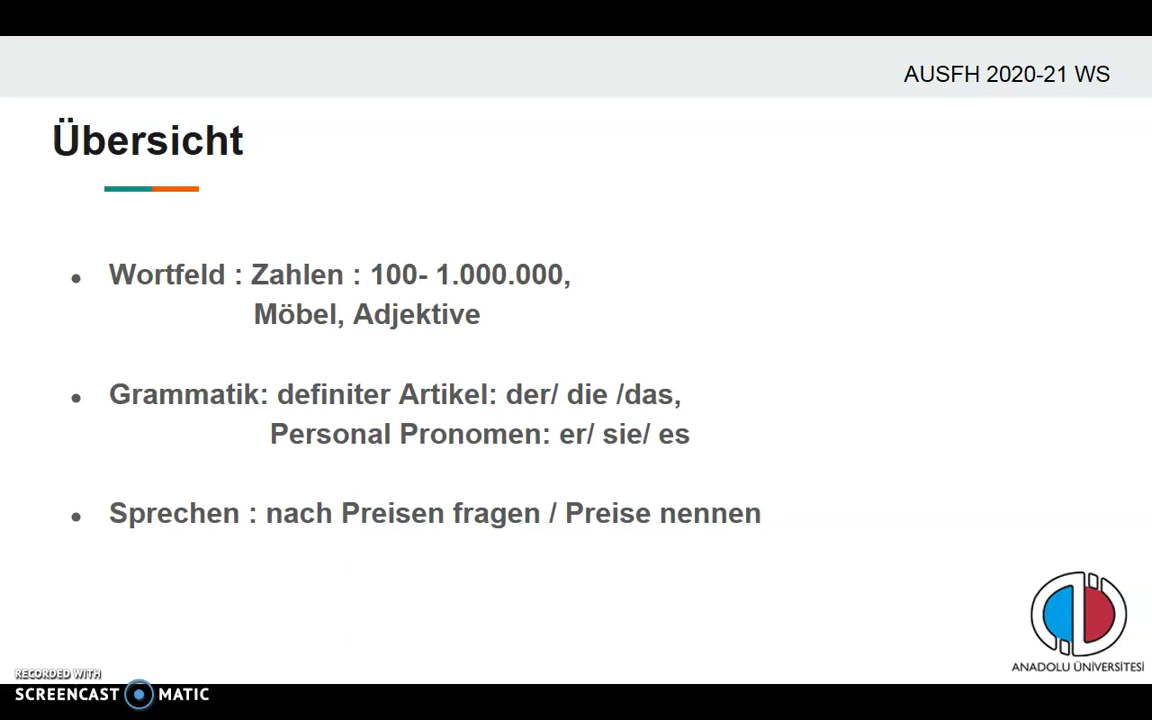 AUSFH 2020-21 WS
Übersicht
● Wortfeld : Zahlen : 100- 1.000.000,
Möbel, Adjektive
● Grammatik: definiter Artikel: der/ die /das,
Personal Pronomen: er/ sie/ es
● Sprechen : nach Preisen fragen / Preise nennen
ANADOLU ÜNİVERSİTESİ
RECORDED WITH
SCREENCAST MATIC